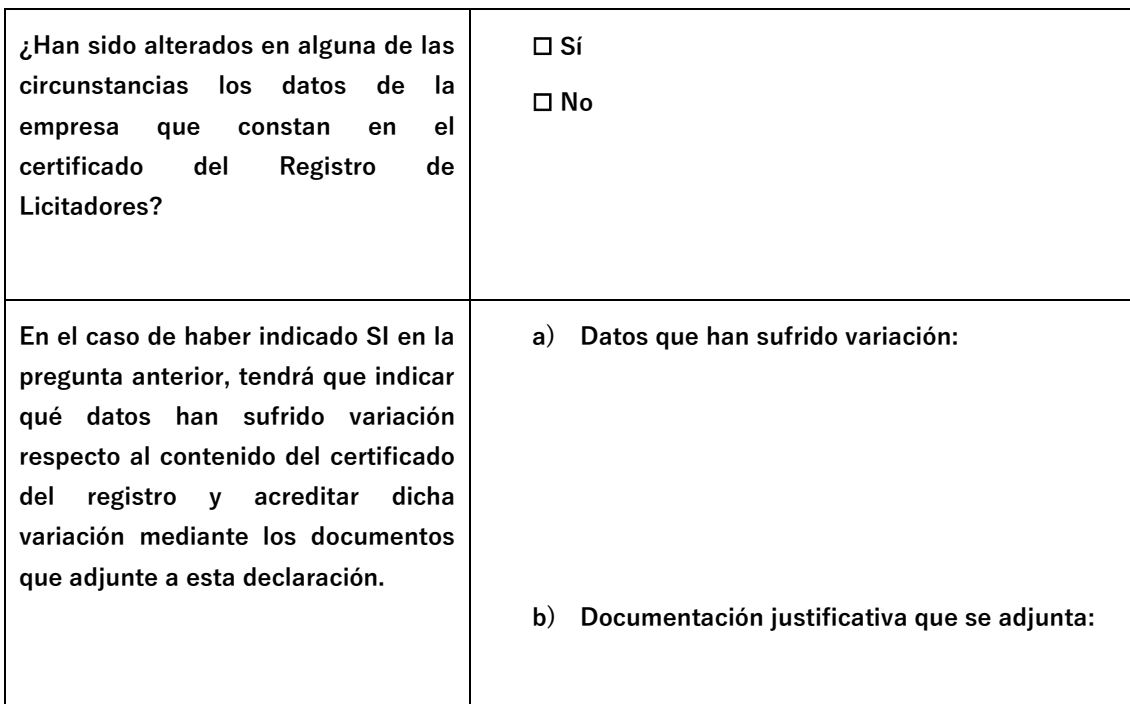 ¿Han sido alterados en alguna de las
circunstancias los datos de la
empresa que constan en el
certificado del Registro de
Licitadores?
☐ Sí
☐ No
En el caso de haber indicado SI en la
pregunta anterior, tendrá que indicar
qué datos han sufrido variación
respecto al contenido del certificado
del registro y acreditar dicha
variación mediante los documentos
que adjunte a esta declaración.
a) Datos que han sufrido variación:
b) Documentación justificativa que se adjunta: